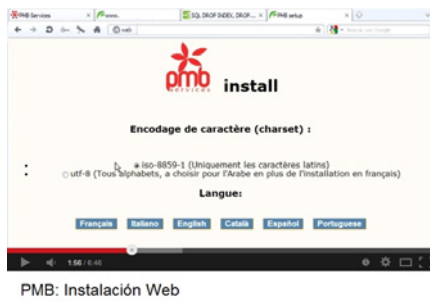 PMB Services
SQL DROP INDEX, DROP...
PMB setup
web
pmb install
services
Encodage de caractère (charset) :
iso-8859-1 (Uniquement les caractères latins)
utf-8 (Tous alphabets, a choisir pour l'Arabe en plus de l'installation en français)
Langue:
Français Italiano English Català Español Portuguese
1:56 / 6:46
PMB: Instalación Web